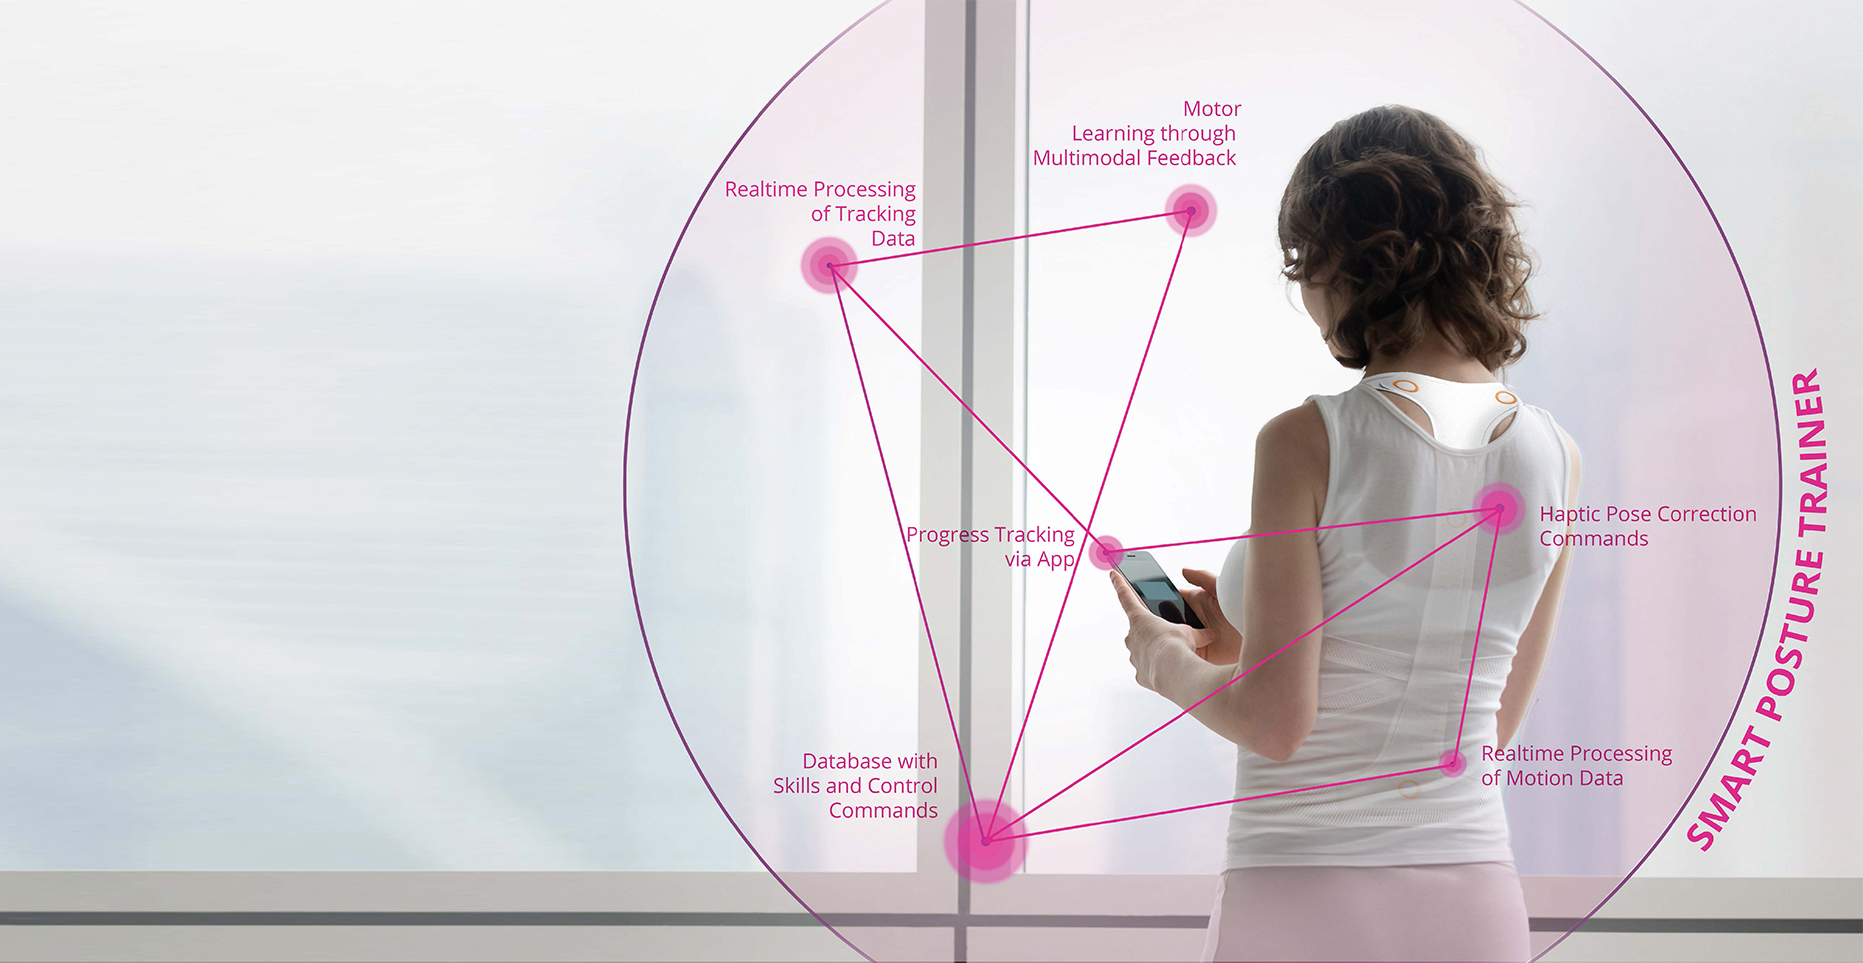 Motor
Learning through
Multimodal Feedback
Realtime Processing
of Tracking
Data
Progress Tracking
via App
Haptic Pose Correction
Commands
Database with
Skills and Control
Commands
Realtime Processing
of Motion Data
SMART POSTURE TRAINER